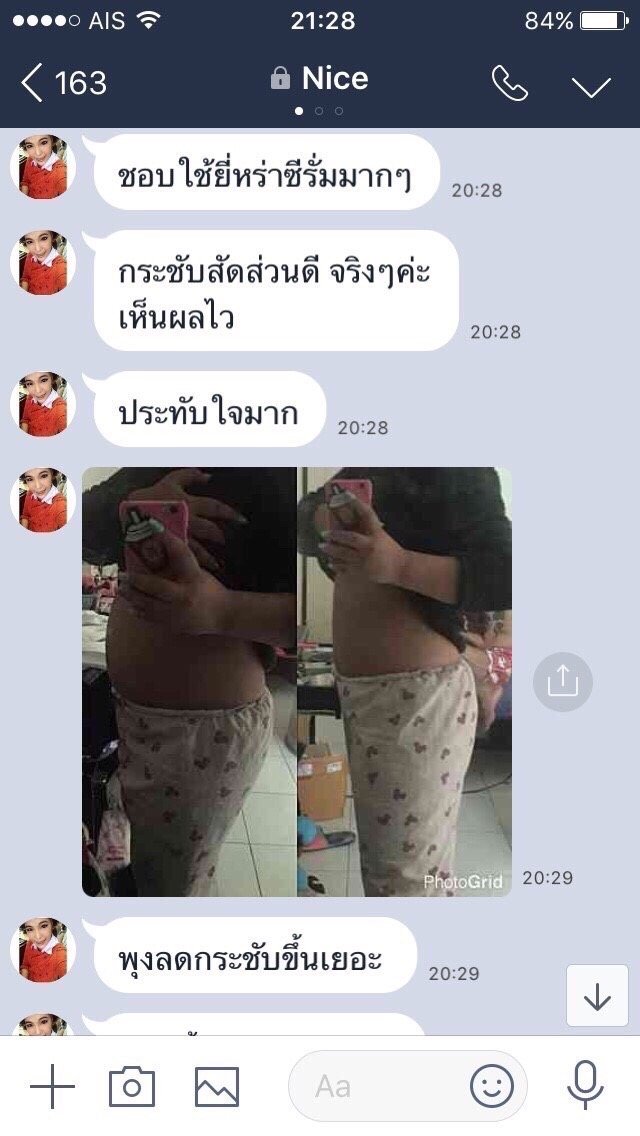 AIS
21:28
84%
163
Nice
ชอบใช้ยี่หร่าซีรั่มมากๆ
20:28
กระชับสัดส่วนดี จริงๆค่ะ
เห็นผลไว
20:28
ประทับใจมาก
20:28
PhotoGrid
20:29
พุงลดกระชับขึ้นเยอะ
20:29
Aa